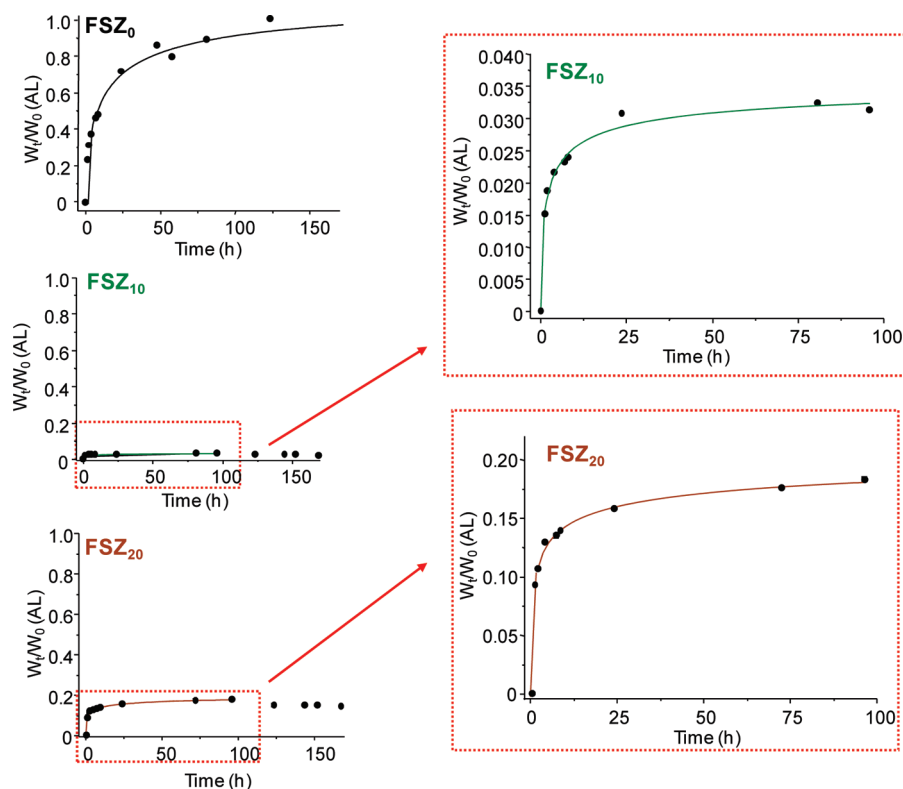 FSZ₀
Wₜ/W₀ (AL)
1.0
0.8
0.6
0.4
0.2
0
0 50 100 150
Time (h)
FSZ₁₀
Wₜ/W₀ (AL)
1.0
0.8
0.6
0.4
0.2
0
0 50 100 150
Time (h)
FSZ₂₀
Wₜ/W₀ (AL)
1.0
0.8
0.6
0.4
0.2
0
0 50 100 150
Time (h)
FSZ₁₀
Wₜ/W₀ (AL)
0.040
0.035
0.030
0.025
0.020
0.015
0.010
0.005
0
0 25 50 75 100
Time (h)
FSZ₂₀
Wₜ/W₀ (AL)
0.20
0.15
0.10
0.05
0
0 25 50 75 100
Time (h)